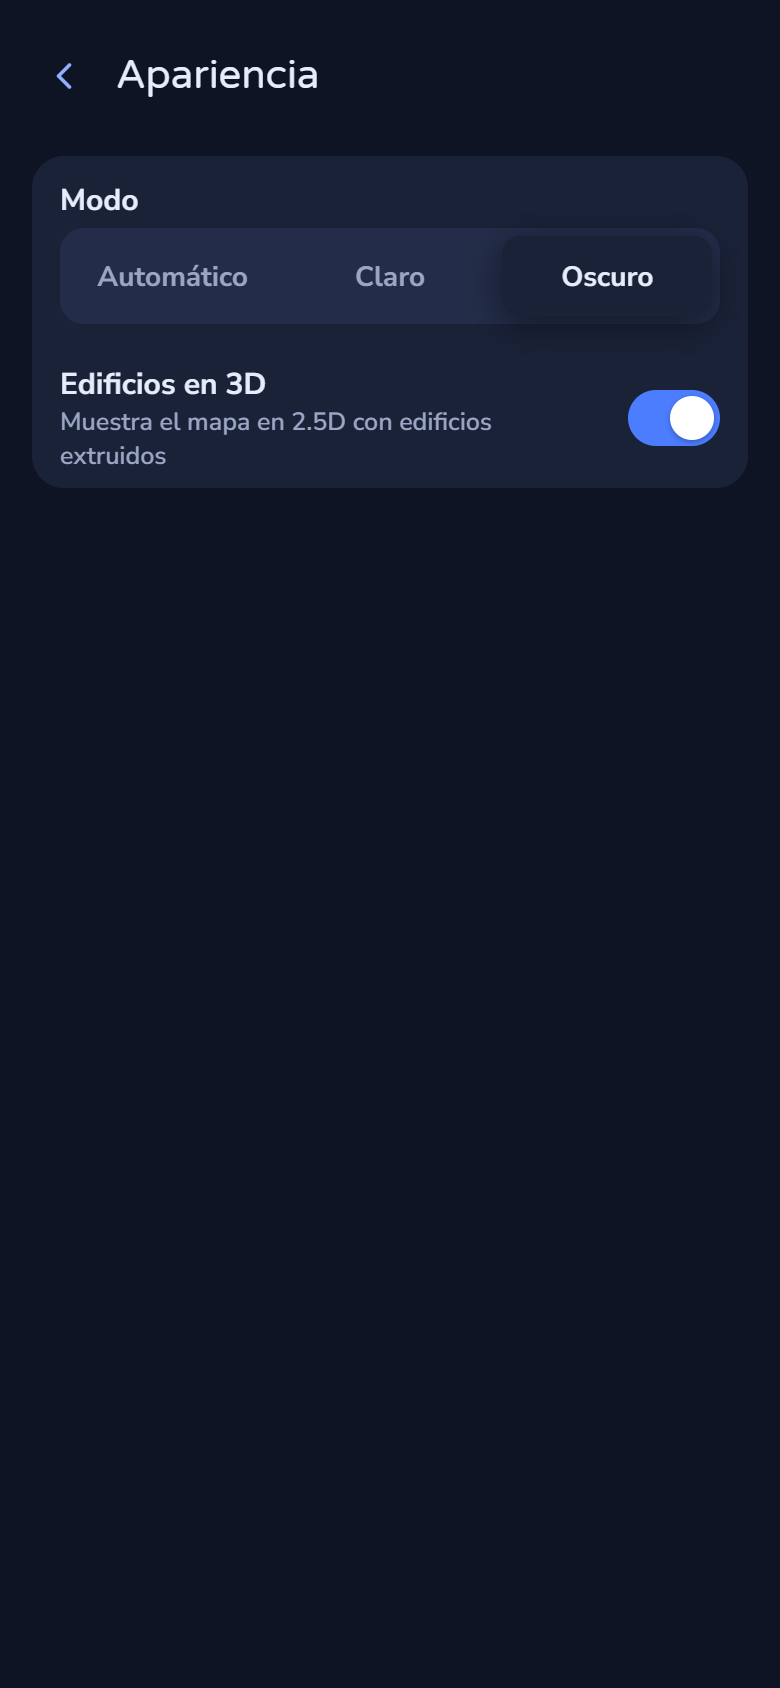 Apariencia
Modo
Automático Claro Oscuro
Edificios en 3D
Muestra el mapa en 2.5D con edificios
extruidos